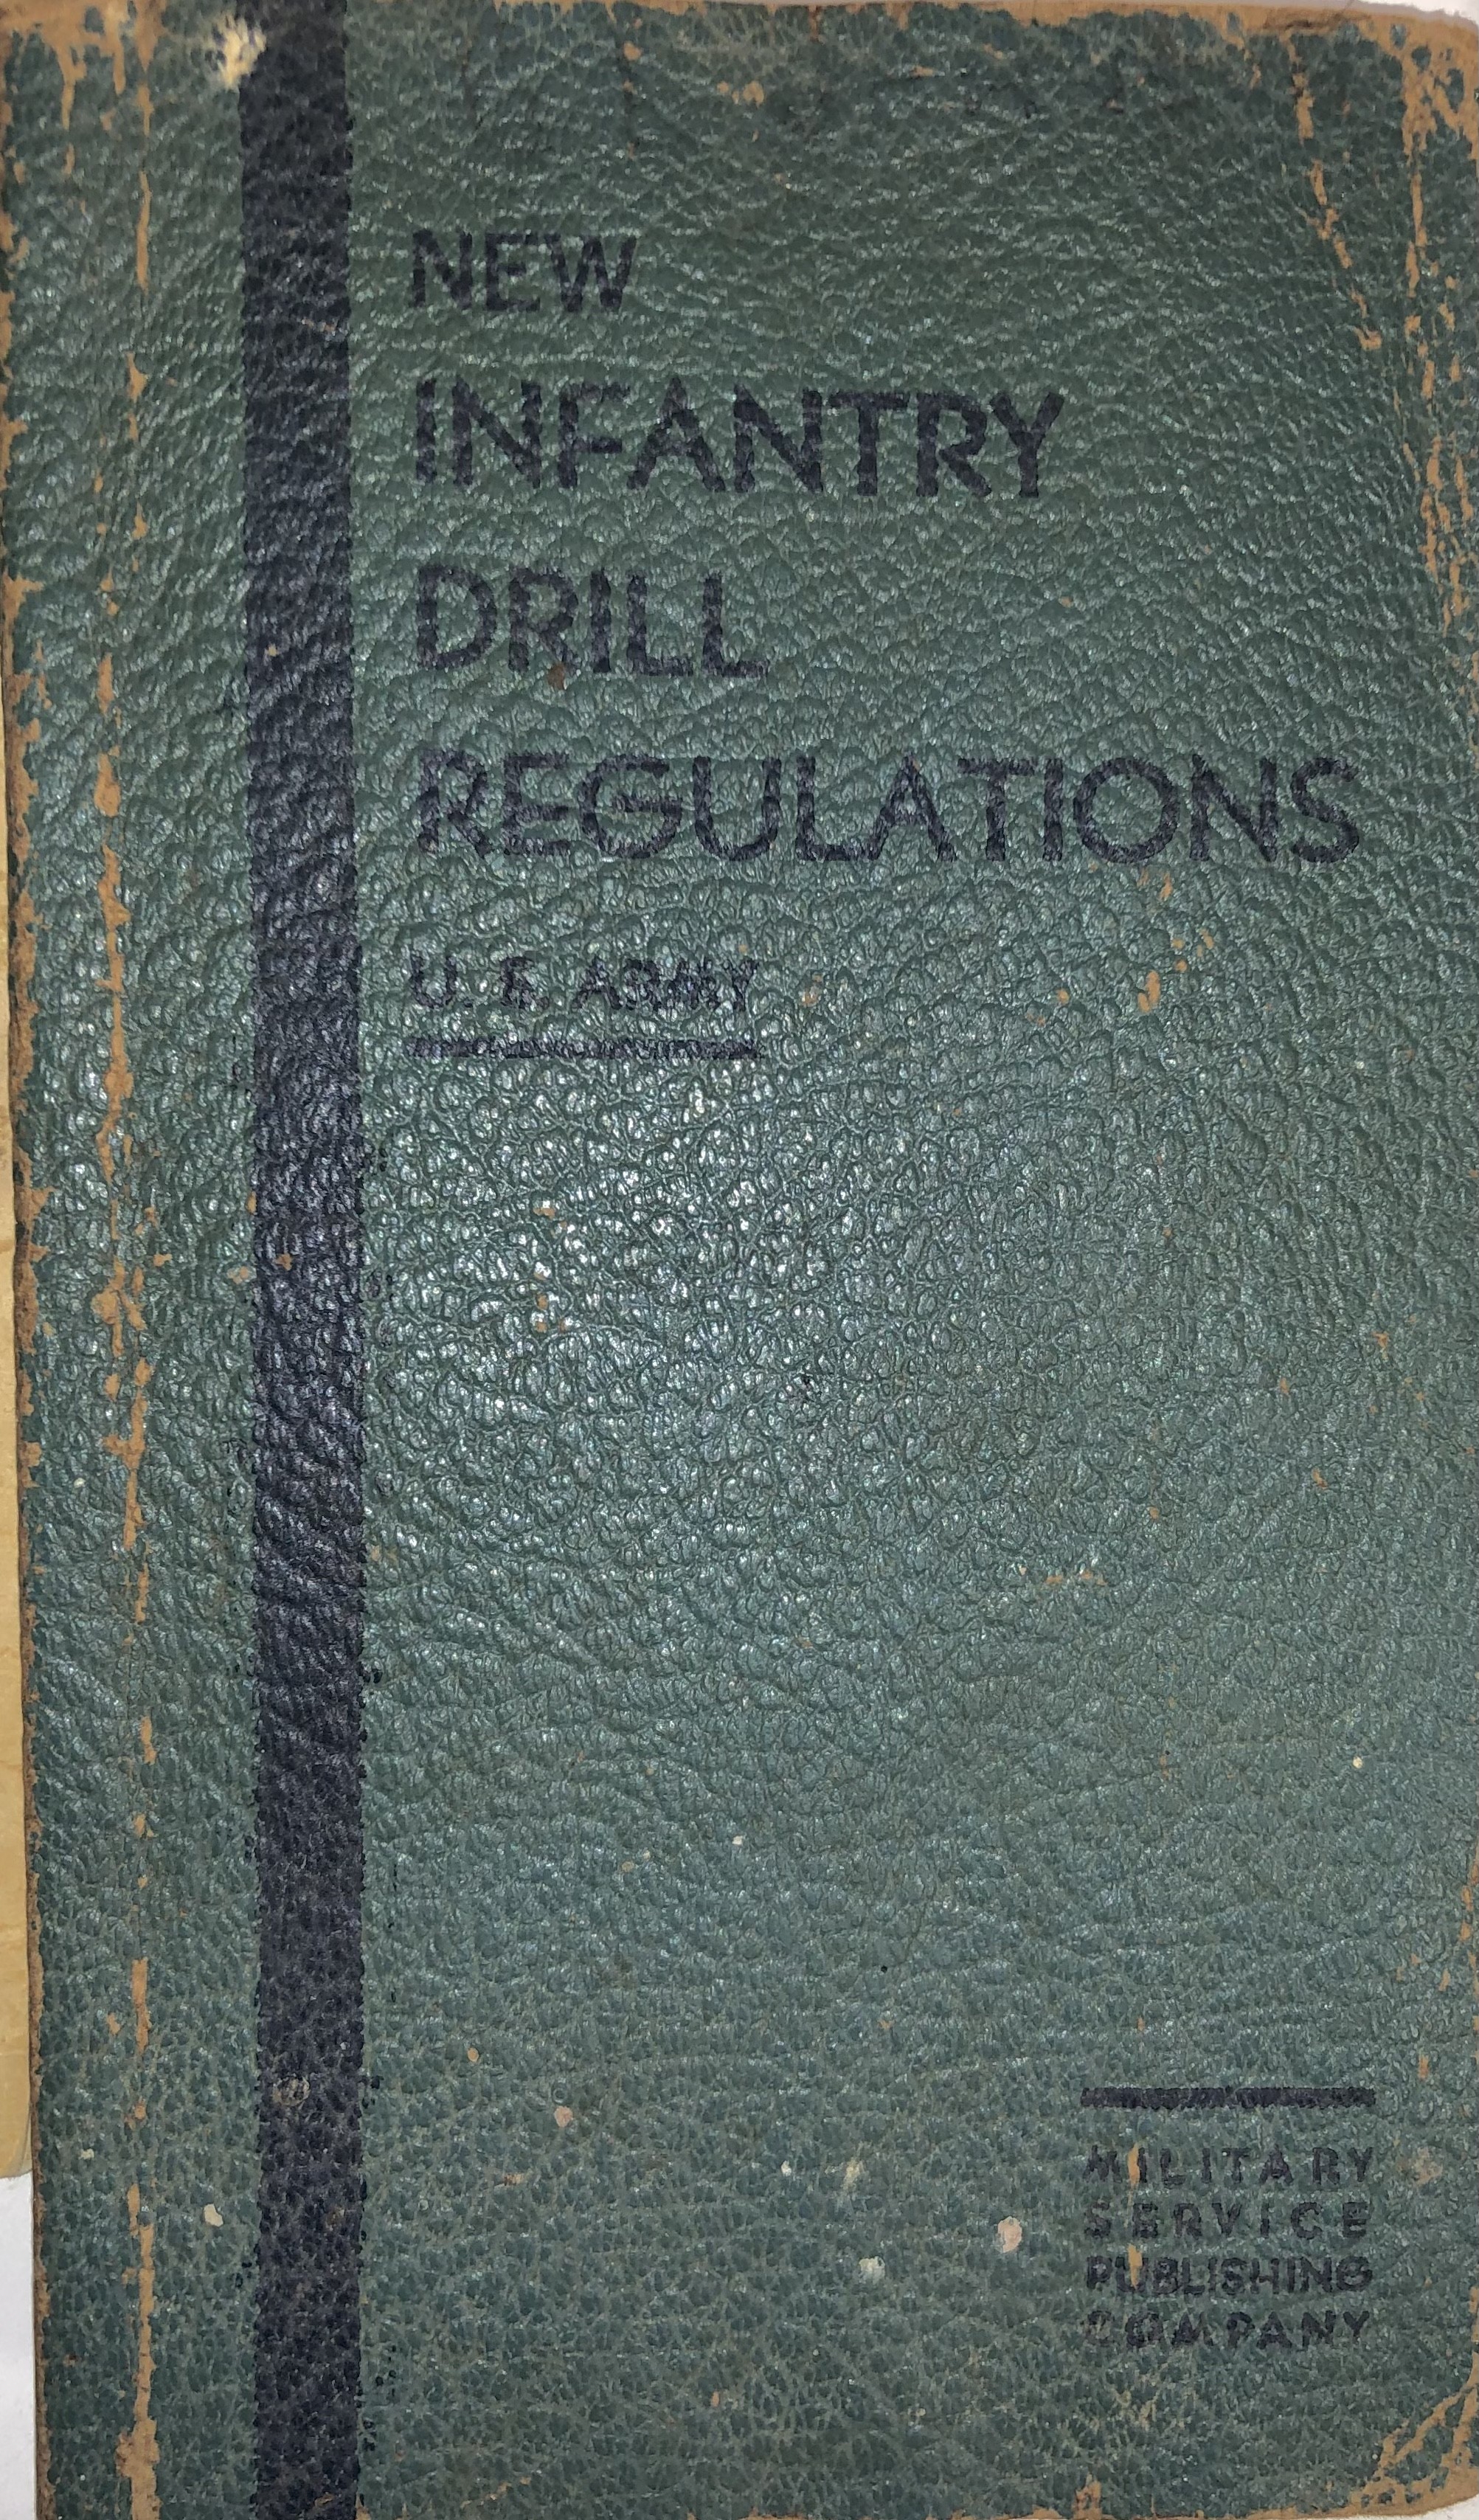 NEW
INFANTRY
DRILL
REGULATIONS
U. S. ARMY
MILITARY
SERVICE
PUBLISHING
COMPANY